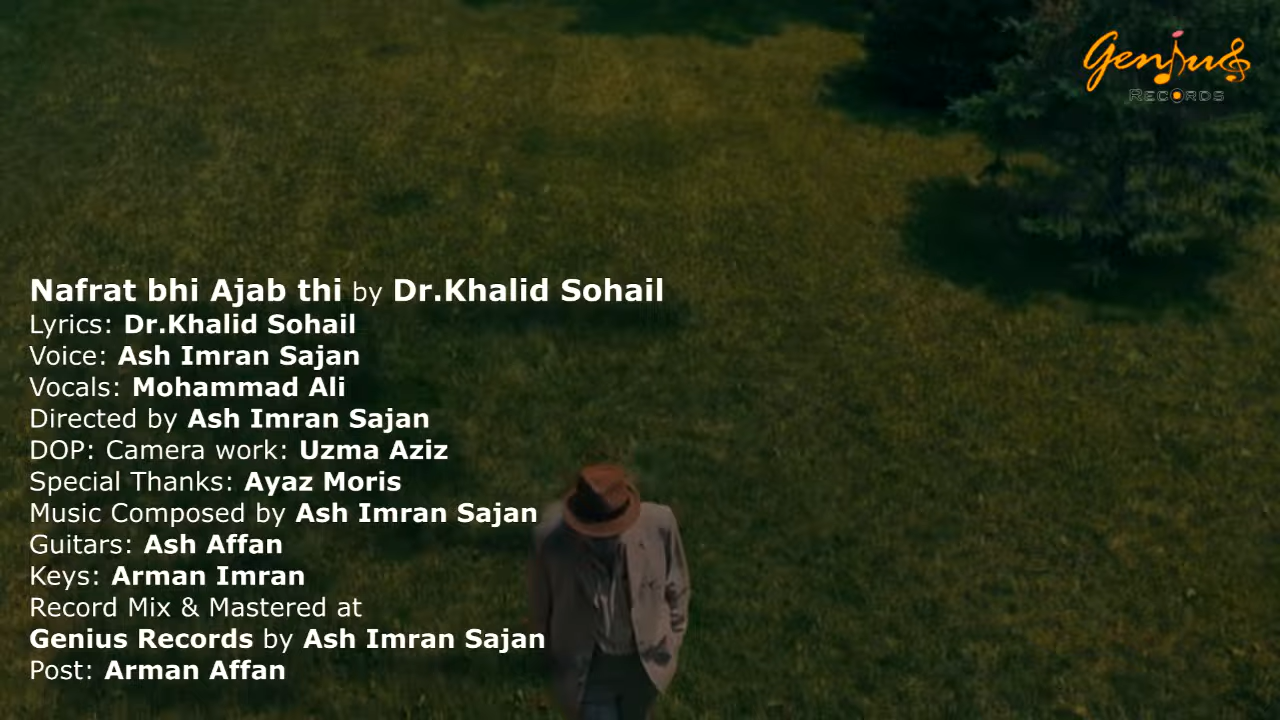 Genius
RECORDS
Nafrat bhi Ajab thi by Dr.Khalid Sohail
Lyrics: Dr.Khalid Sohail
Voice: Ash Imran Sajan
Vocals: Mohammad Ali
Directed by Ash Imran Sajan
DOP: Camera work: Uzma Aziz
Special Thanks: Ayaz Moris
Music Composed by Ash Imran Sajan
Guitars: Ash Affan
Keys: Arman Imran
Record Mix & Mastered at
Genius Records by Ash Imran Sajan
Post: Arman Affan